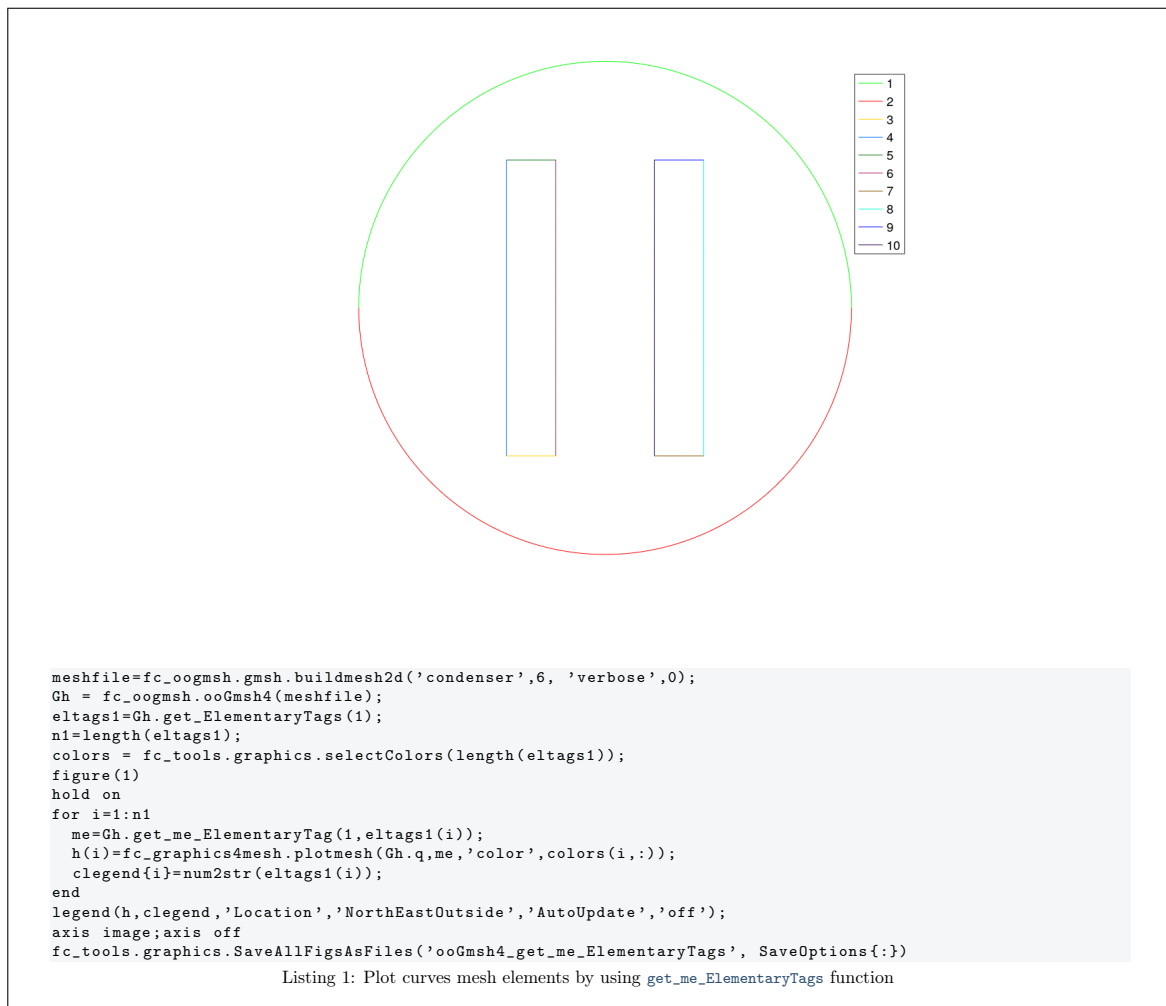 1
2
3
4
5
6
7
8
9
10
meshfile=fc_oogmsh.gmsh.buildmesh2d('condenser',6, 'verbose',0);
Gh = fc_oogmsh.ooGmsh4(meshfile);
eltags1=Gh.get_ElementaryTags(1);
n1=length(eltags1);
colors = fc_tools.graphics.selectColors(length(eltags1));
figure(1)
hold on
for i=1:n1
  me=Gh.get_me_ElementaryTag(1,eltags1(i));
  h(i)=fc_graphics4mesh.plotmesh(Gh.q,me,'color',colors(i,:));
  clegend{i}=num2str(eltags1(i));
end
legend(h,clegend,'Location','NorthEastOutside','AutoUpdate','off');
axis image;axis off
fc_tools.graphics.SaveAllFigsAsFiles('ooGmsh4_get_me_ElementaryTags', SaveOptions{:})
Listing 1: Plot curves mesh elements by using get_me_ElementaryTags function